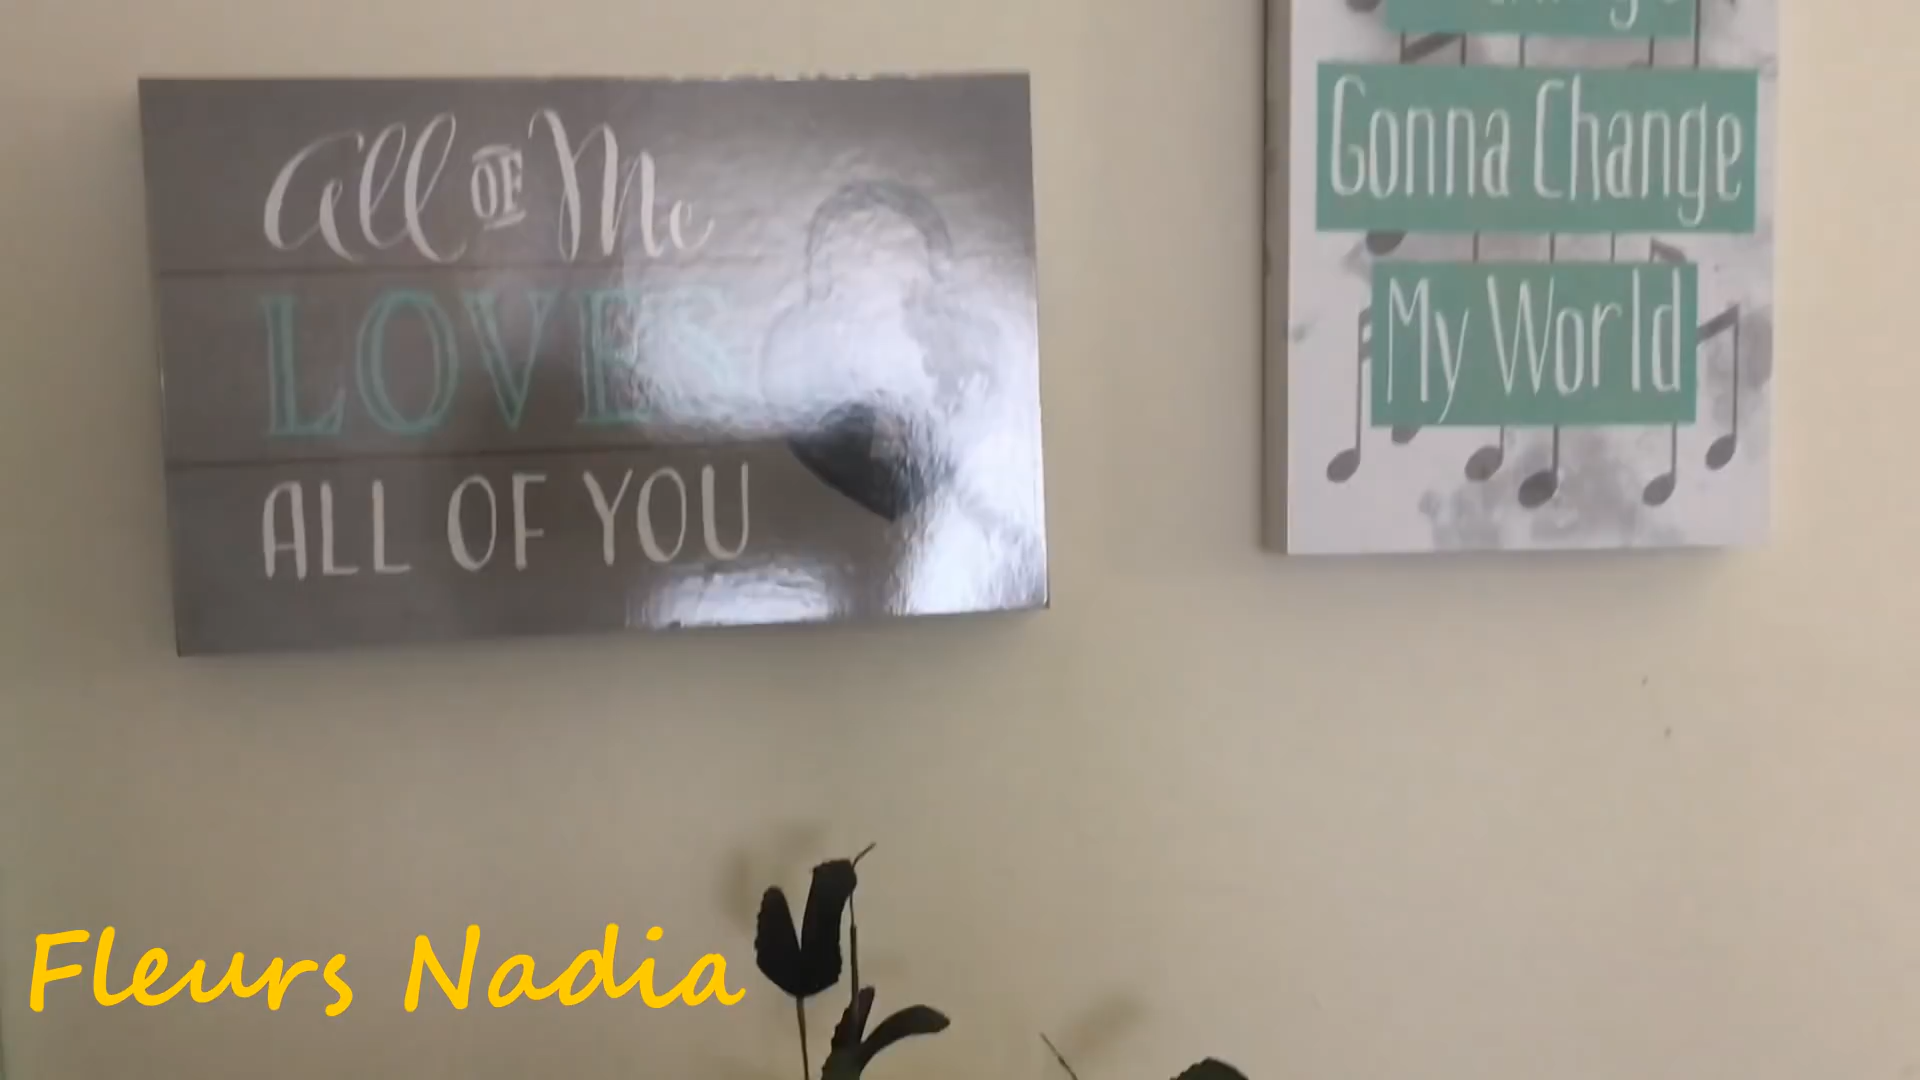 All OF Me
LOVES
ALL OF YOU
Gonna Change
My World
Fleurs Nadia